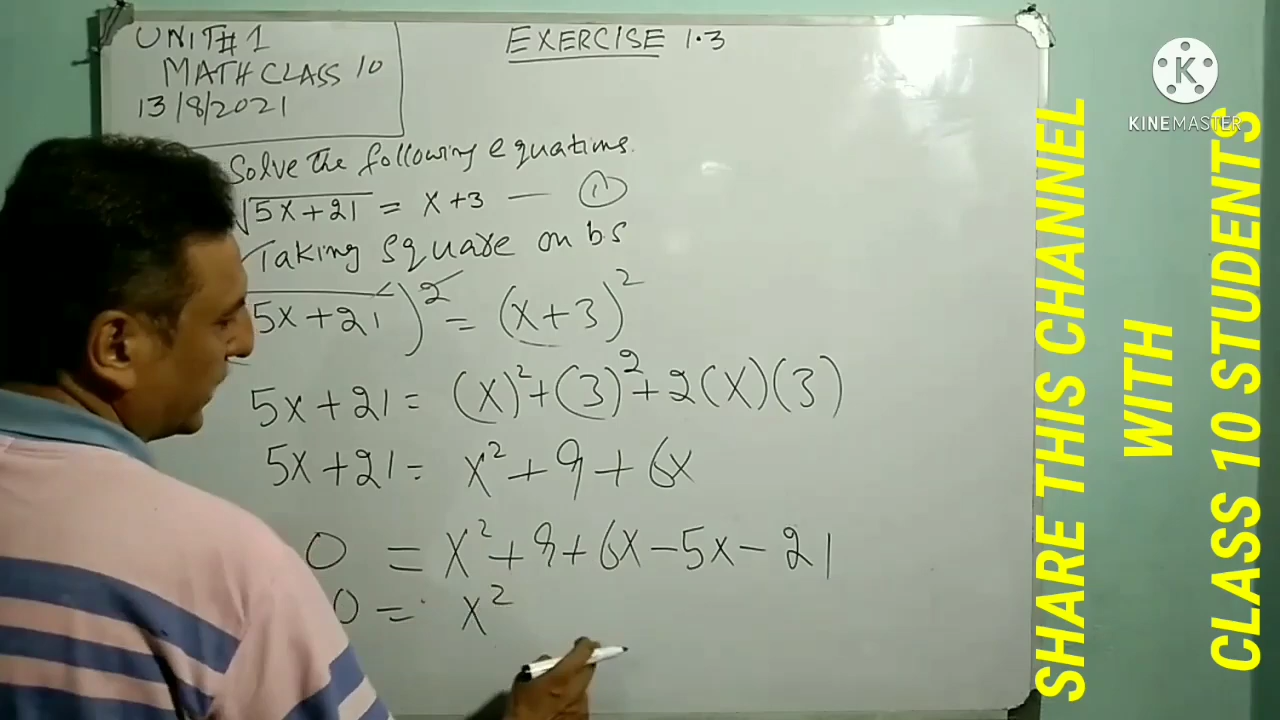 UNIT#1
MATH CLASS 10
13/8/2021
EXERCISE 1.3
Solve the following equations.
√5x+21 = x+3 — (1)
Taking square on bs
5x+21)² = (x+3)²
5x+21 = (x)²+(3)²+2(x)(3)
5x+21 = x²+9+6x
0 = x²+9+6x-5x-21
0 = x²
KINEMASTER
SHARE THIS CHANNEL
WITH
CLASS 10 STUDENTS